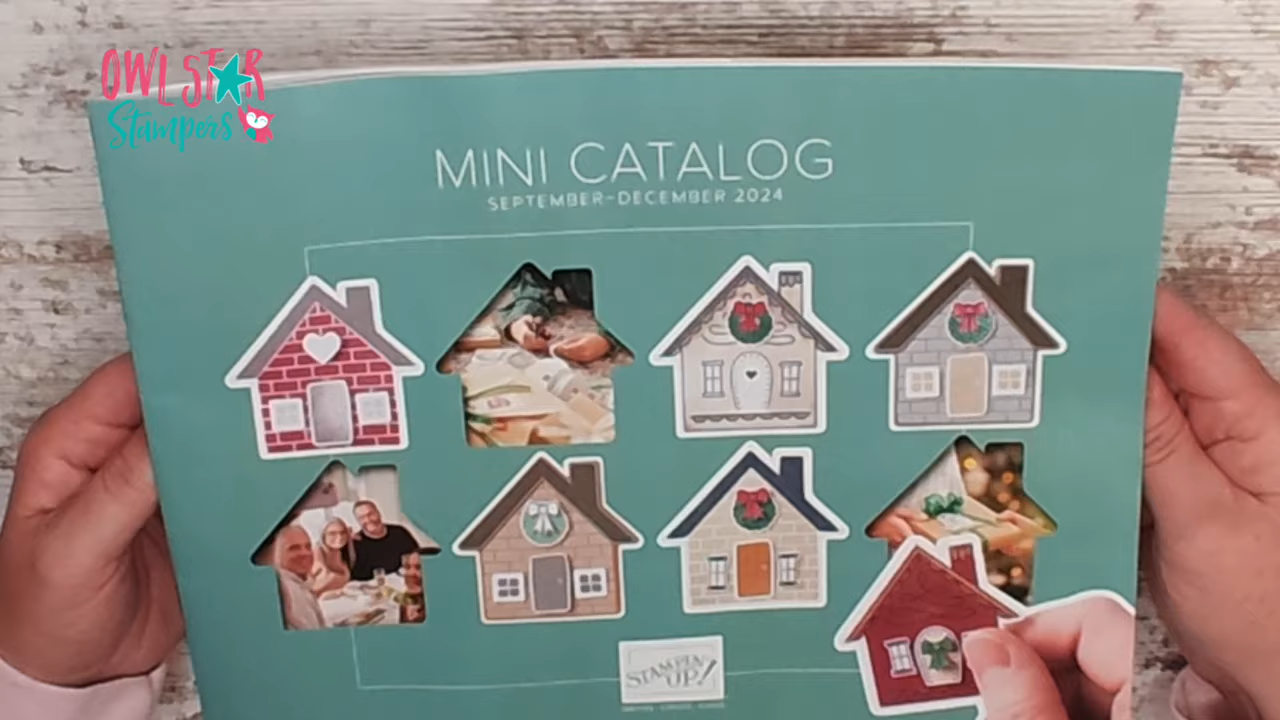 OWL STAR
Stampers
MINI CATALOG
SEPTEMBER–DECEMBER 2024
STAMPIN' UP!